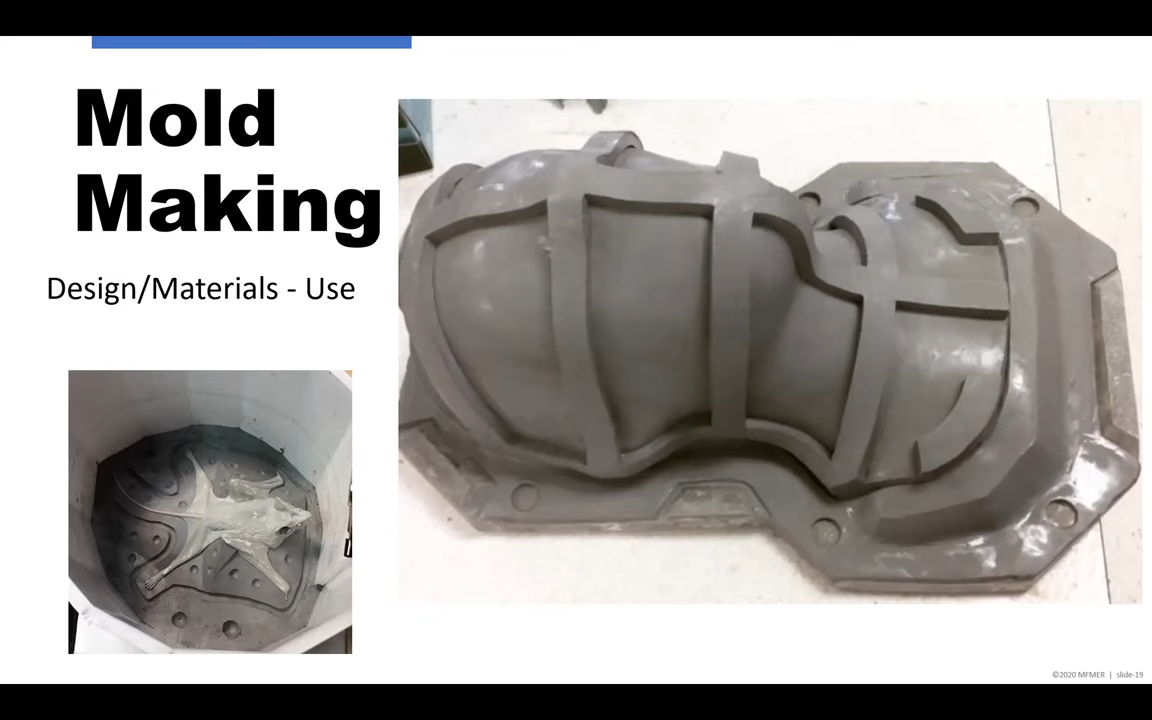 Mold
Making
Design/Materials - Use
©2020 MFMER | slide-19